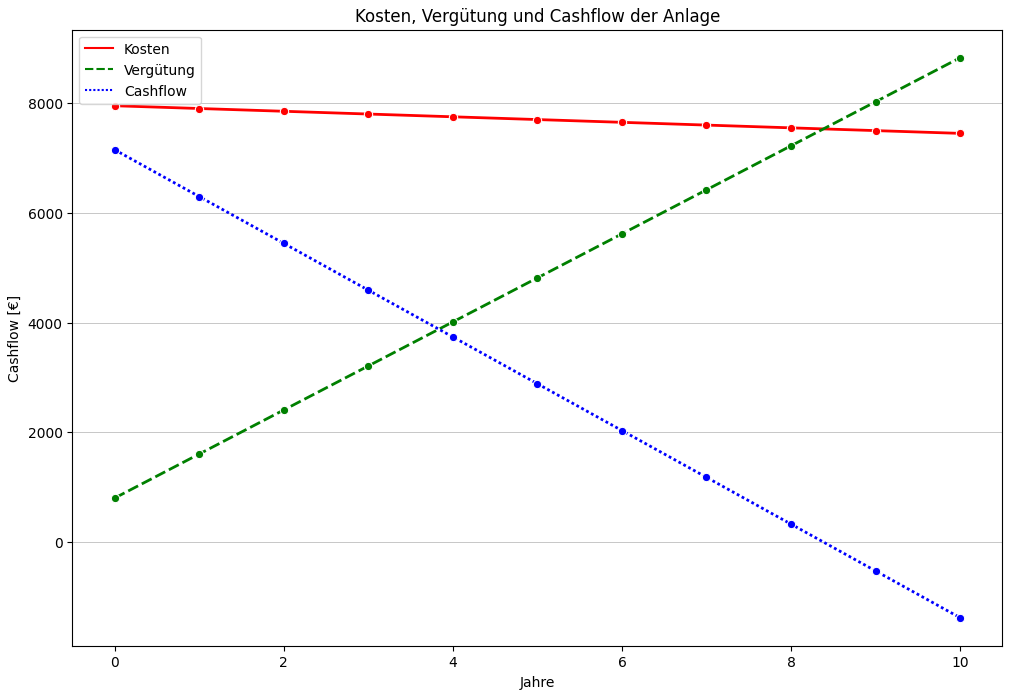 Kosten, Vergütung und Cashflow der Anlage
Kosten
Vergütung
Cashflow
8000
6000
4000
2000
0
Cashflow [€]
0 2 4 6 8 10
Jahre